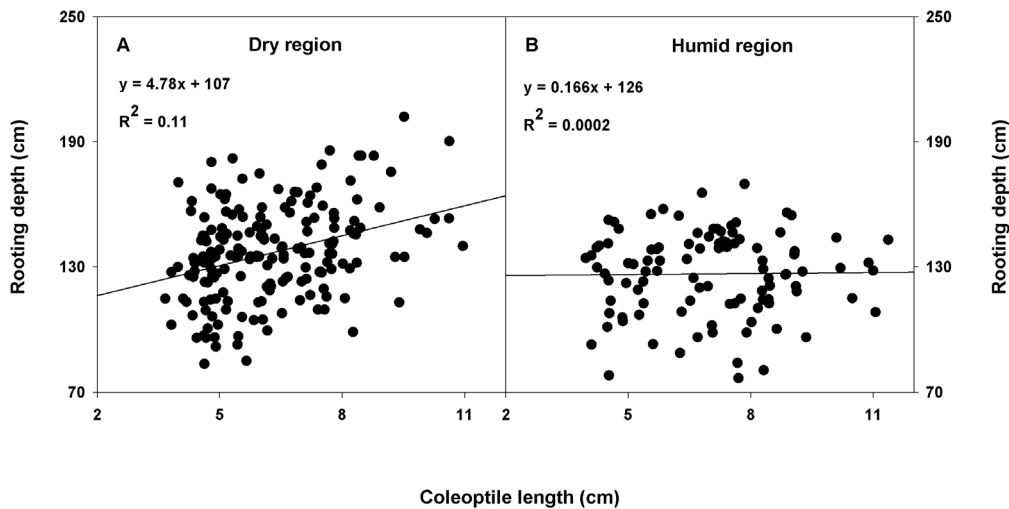 A Dry region
y = 4.78x + 107
R2 = 0.11
B Humid region
y = 0.166x + 126
R2 = 0.0002
Rooting depth (cm)
250
190
130
70
2 5 8 11
2 5 8 11
250
190
130
70
Rooting depth (cm)
Coleoptile length (cm)